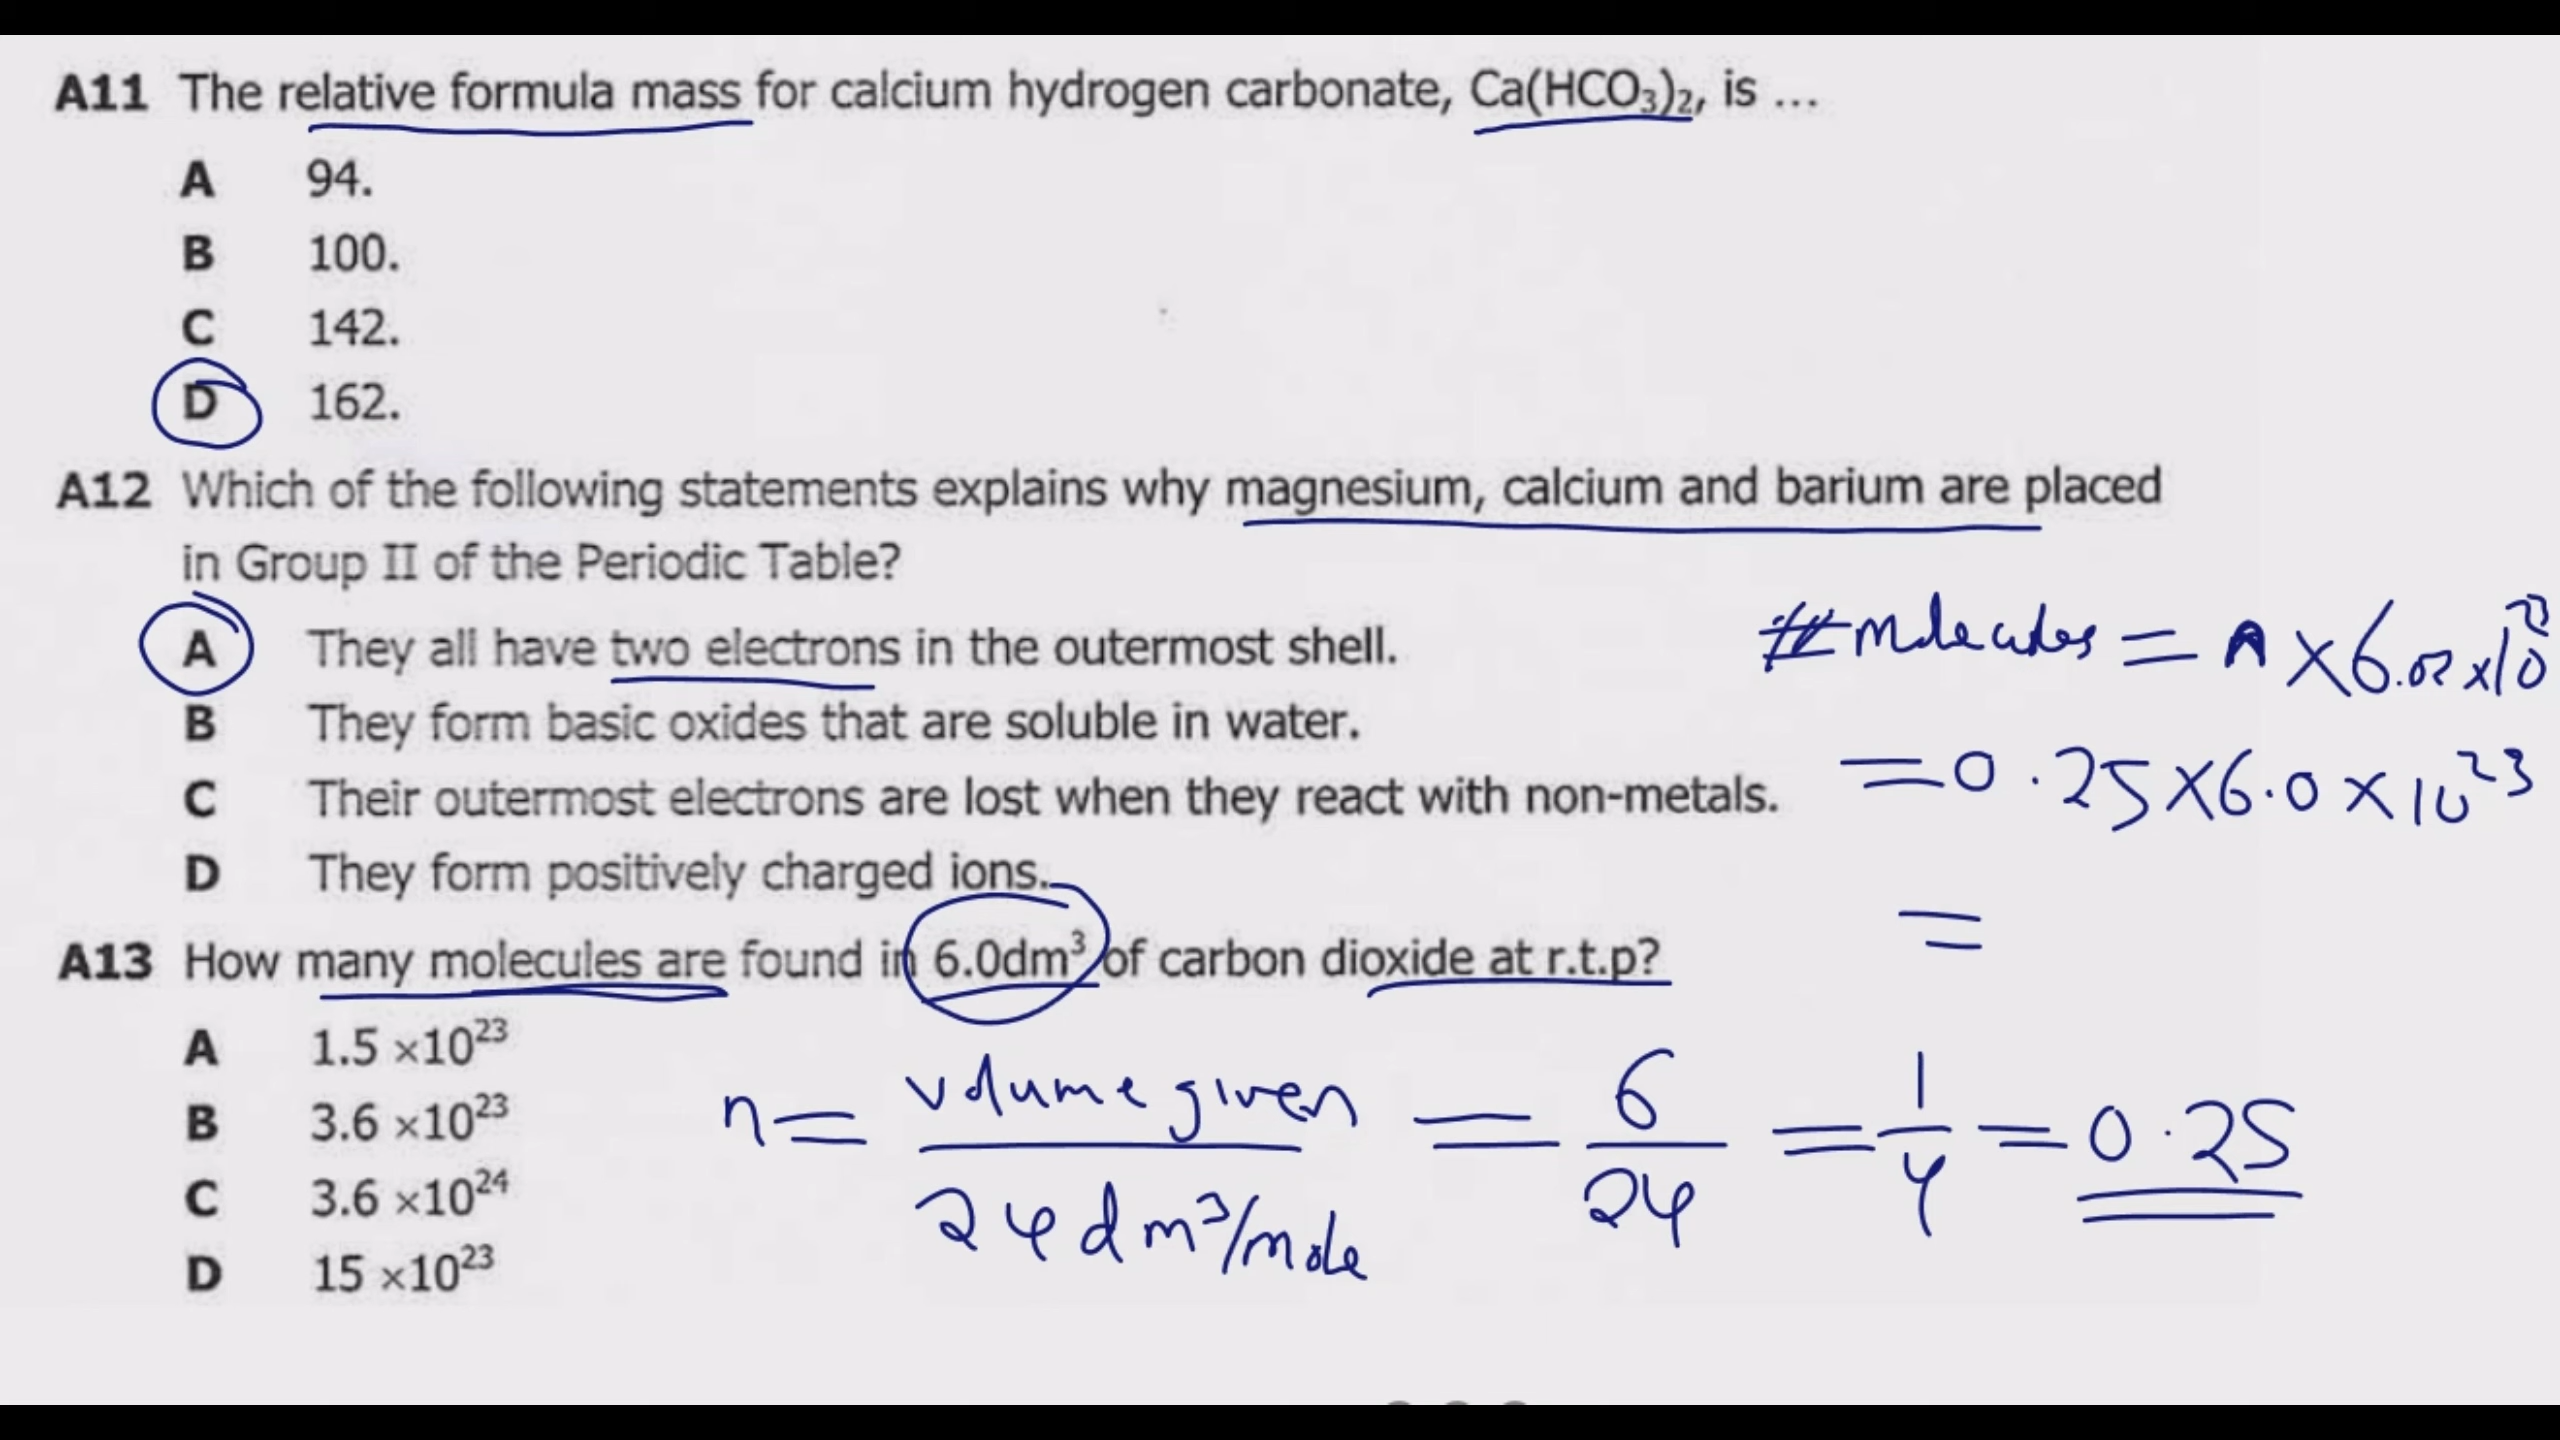 A11 The relative formula mass for calcium hydrogen carbonate, Ca(HCO₃)₂, is ...
A 94.
B 100.
C 142.
D 162.
A12 Which of the following statements explains why magnesium, calcium and barium are placed
in Group II of the Periodic Table?
A They all have two electrons in the outermost shell.
B They form basic oxides that are soluble in water.
C Their outermost electrons are lost when they react with non-metals.
D They form positively charged ions.
# molecules = n × 6.02 × 10²³
= 0.25 × 6.0 × 10²³
=
A13 How many molecules are found in 6.0dm³ of carbon dioxide at r.t.p?
A 1.5 ×10²³
B 3.6 ×10²³
C 3.6 ×10²⁴
D 15 ×10²³
n = volume given / 24 dm³/mole = 6/24 = 1/4 = 0.25